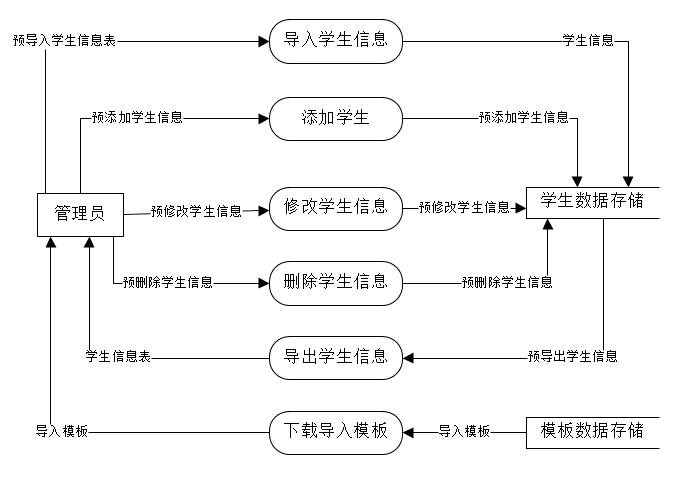 预导入学生信息表
导入学生信息
学生信息
预添加学生信息
添加学生
预添加学生信息
管理员
预修改学生信息
修改学生信息
预修改学生信息
学生数据存储
预删除学生信息
删除学生信息
预删除学生信息
学生信息表
导出学生信息
预导出学生信息
导入模板
下载导入模板
导入模板
模板数据存储